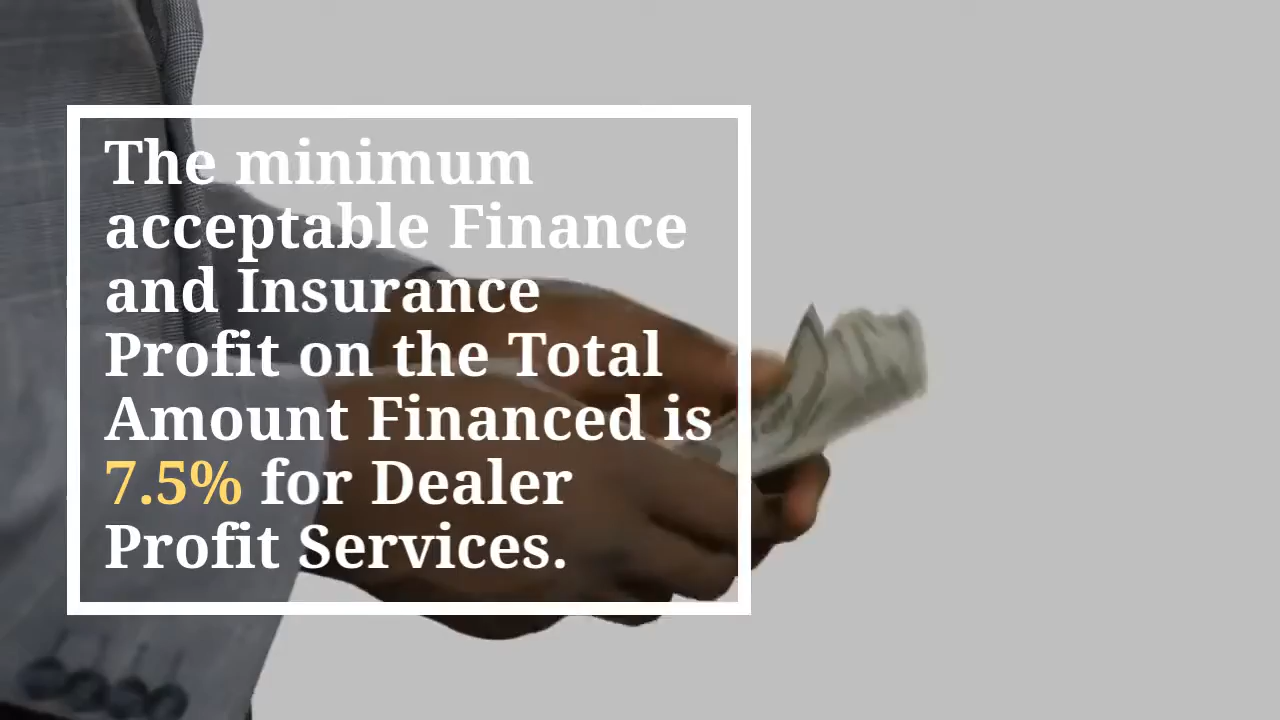 The minimum
acceptable Finance
and Insurance
Profit on the Total
Amount Financed is
7.5% for Dealer
Profit Services.